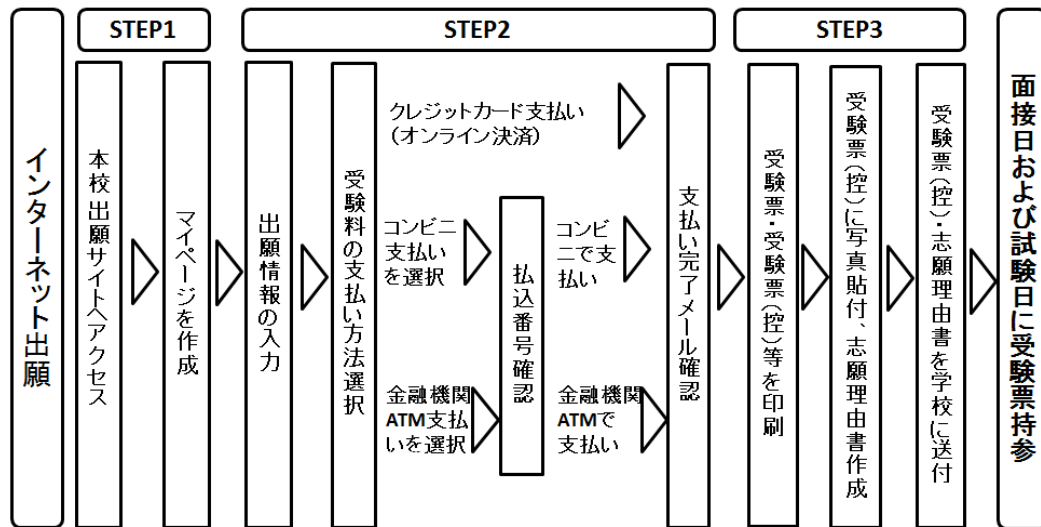 インターネット出願
STEP1
本校出願サイトへアクセス
マイページを作成
STEP2
出願情報の入力
受験料の支払い方法選択
クレジットカード支払い
(オンライン決済)
コンビニ
支払い
を選択
払込番号確認
コンビ
ニで支
払い
金融機関
ATM支払
いを選択
金融機関
ATMで
支払い
支払い完了メール確認
STEP3
受験票・受験票(控)等を印刷
受験票(控)に写真貼付、志願理由書作成
受験票(控)・志願理由書を学校に送付
面接日および試験日に受験票持参